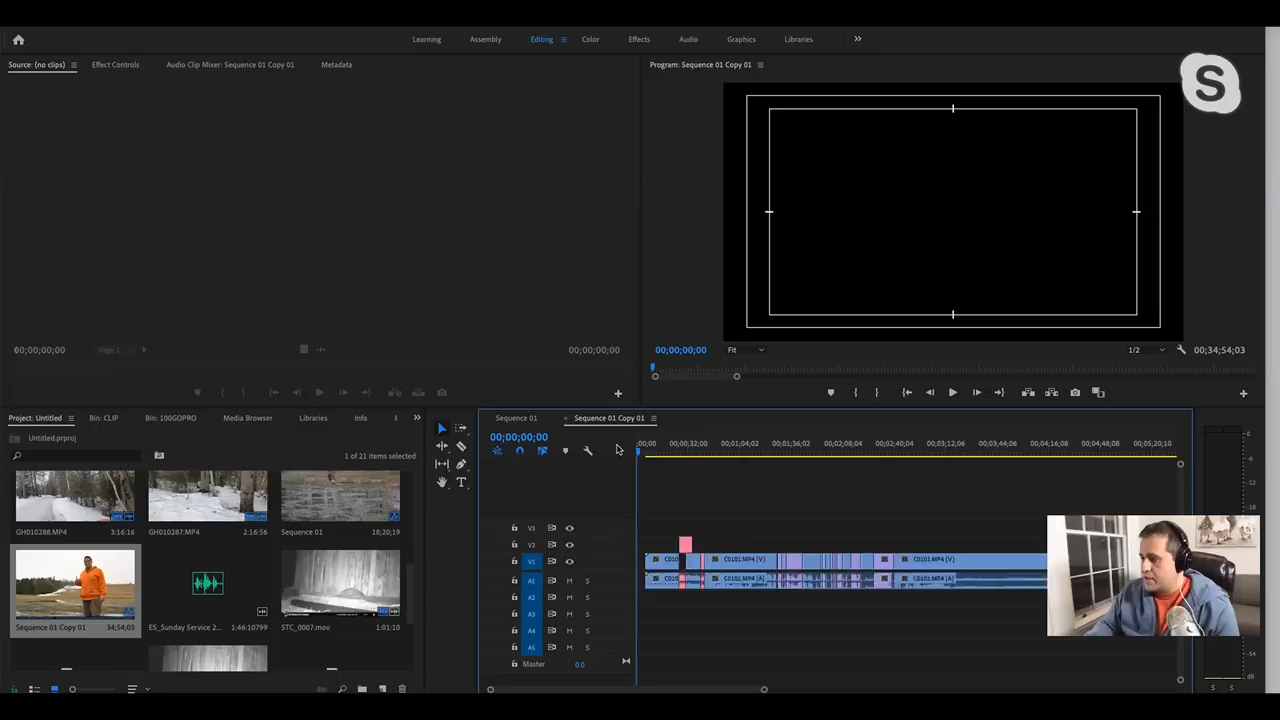 Learning Assembly Editing Color Effects Audio Graphics Libraries
Source: (no clips) Effect Controls Audio Clip Mixer: Sequence 01 Copy 01 Metadata
Program: Sequence 01 Copy 01
S
00;00;00;00 Page 1 00;00;00;00
00;00;00;00 Fit 1/2 00;34;54;03
Project: Untitled Bin: CLIP Bin: 100GOPRO Media Browser Libraries Info
Untitled.prproj
1 of 21 items selected
GH010288.MP4 3:16:16
GH010287.MP4 2:16:56
Sequence 01 18;20;19
Sequence 01 Copy 01 34;54;03
ES_Sunday Service 2... 1:46:10799
STC_0007.mov 1:01:10
Sequence 01 Sequence 01 Copy 01
00;00;00;00
;00;00 00;00;32;00 00;01;04;02 00;01;36;02 00;02;08;04 00;02;40;04 00;03;12;06 00;03;44;06 00;04;16;08 00;04;48;08 00;05;20;10
V3
V2
V1 C010 C0101.MP4 [V] C0101.MP4 [V]
A1 M S C010 C0101.MP4 [A] C0101.MP4 [A]
A2 M S
A3 M S
A4 M S
A5 M S
Master 0.0
0
-54
dB
S S